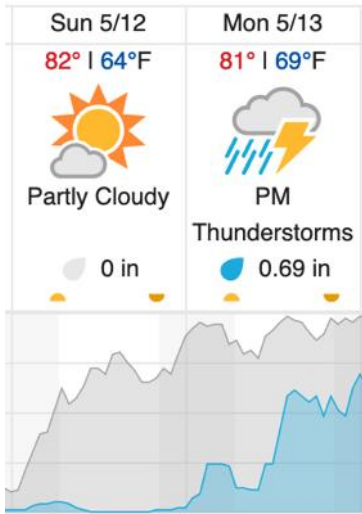 Sun 5/12
82° | 64°F
Partly Cloudy
0 in
Mon 5/13
81° | 69°F
PM
Thunderstorms
0.69 in